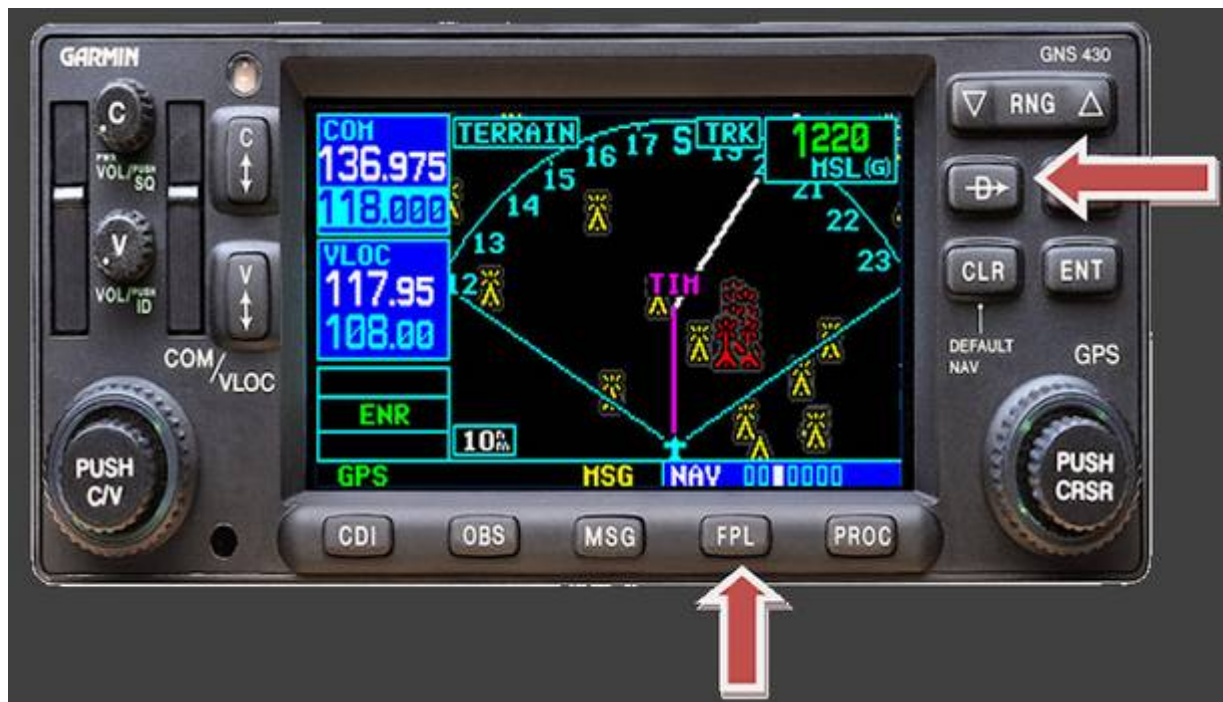 GARMIN
GNS 430
C
PWR
VOL/PUSH SQ
V
VOL/PUSH ID
COM/VLOC
C
V
PUSH
C/V
COM
136.975
118.000
VLOC
117.95
108.00
ENR
GPS
TERRAIN
TRK
1220
MSL(G)
12
13
14
15
16
17
S
21
22
23
TIM
10
MSG
NAV
RNG
D
CLR
ENT
DEFAULT
NAV
GPS
PUSH
CRSR
CDI
OBS
MSG
FPL
PROC